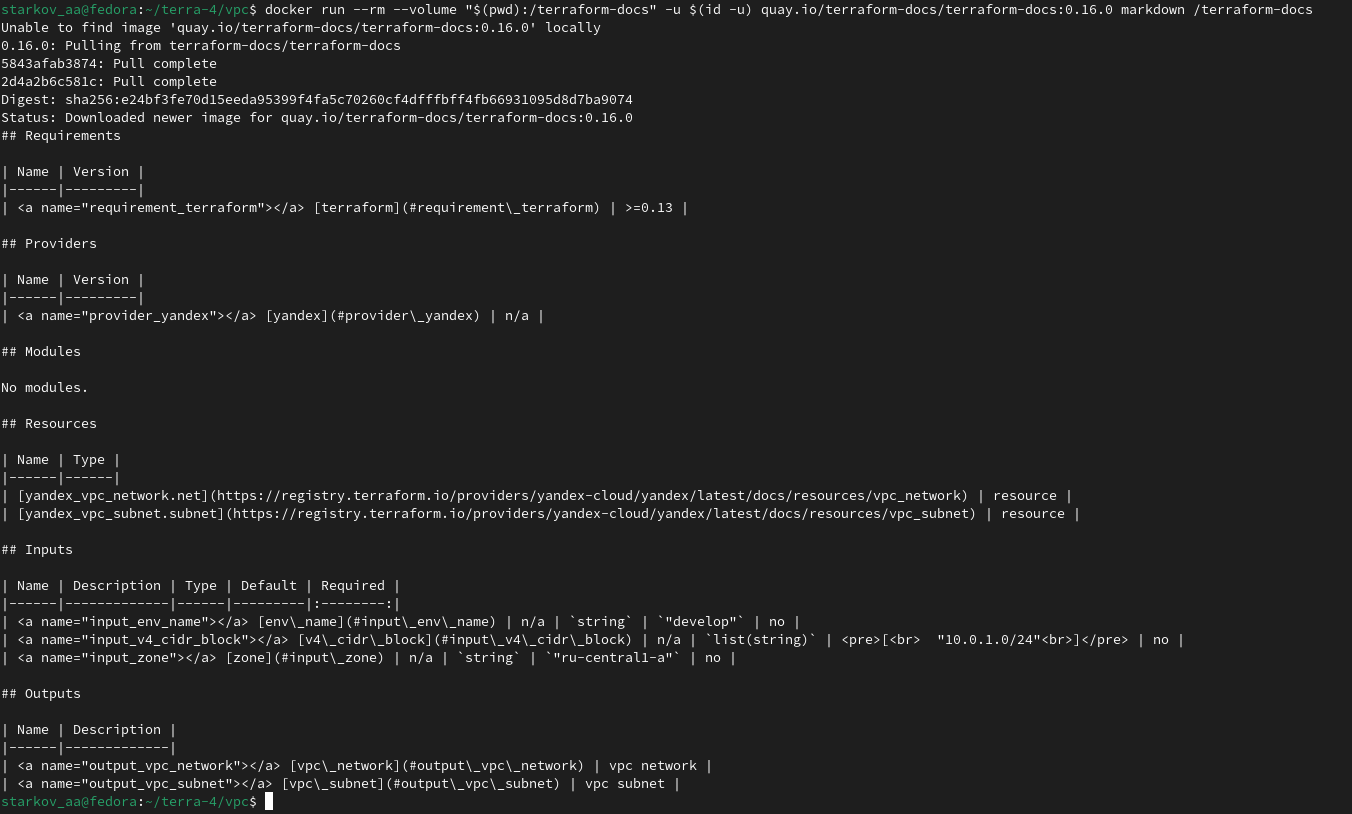 starkov_aa@fedora:~/terra-4/vpc$ docker run --rm --volume "$(pwd):/terraform-docs" -u $(id -u) quay.io/terraform-docs/terraform-docs:0.16.0 markdown /terraform-docs
Unable to find image 'quay.io/terraform-docs/terraform-docs:0.16.0' locally
0.16.0: Pulling from terraform-docs/terraform-docs
5843afab3874: Pull complete
2d4a2b6c581c: Pull complete
Digest: sha256:e24bf3fe70d15eeda95399f4fa5c70260cf4dfffbff4fb66931095d8d7ba9074
Status: Downloaded newer image for quay.io/terraform-docs/terraform-docs:0.16.0
## Requirements
| Name | Version |
|------|---------|
| <a name="requirement_terraform"></a> [terraform](#requirement\_terraform) | >=0.13 |
## Providers
| Name | Version |
|------|---------|
| <a name="provider_yandex"></a> [yandex](#provider\_yandex) | n/a |
## Modules
No modules.
## Resources
| Name | Type |
|------|------|
| [yandex_vpc_network.net](https://registry.terraform.io/providers/yandex-cloud/yandex/latest/docs/resources/vpc_network) | resource |
| [yandex_vpc_subnet.subnet](https://registry.terraform.io/providers/yandex-cloud/yandex/latest/docs/resources/vpc_subnet) | resource |
## Inputs
| Name | Description | Type | Default | Required |
|------|-------------|------|---------|:--------:|
| <a name="input_env_name"></a> [env\_name](#input\_env\_name) | n/a | `string` | `"develop"` | no |
| <a name="input_v4_cidr_block"></a> [v4\_cidr\_block](#input\_v4\_cidr\_block) | n/a | `list(string)` | <pre>[<br>  "10.0.1.0/24"<br>]</pre> | no |
| <a name="input_zone"></a> [zone](#input\_zone) | n/a | `string` | `"ru-central1-a"` | no |
## Outputs
| Name | Description |
|------|-------------|
| <a name="output_vpc_network"></a> [vpc\_network](#output\_vpc\_network) | vpc network |
| <a name="output_vpc_subnet"></a> [vpc\_subnet](#output\_vpc\_subnet) | vpc subnet |
starkov_aa@fedora:~/terra-4/vpc$